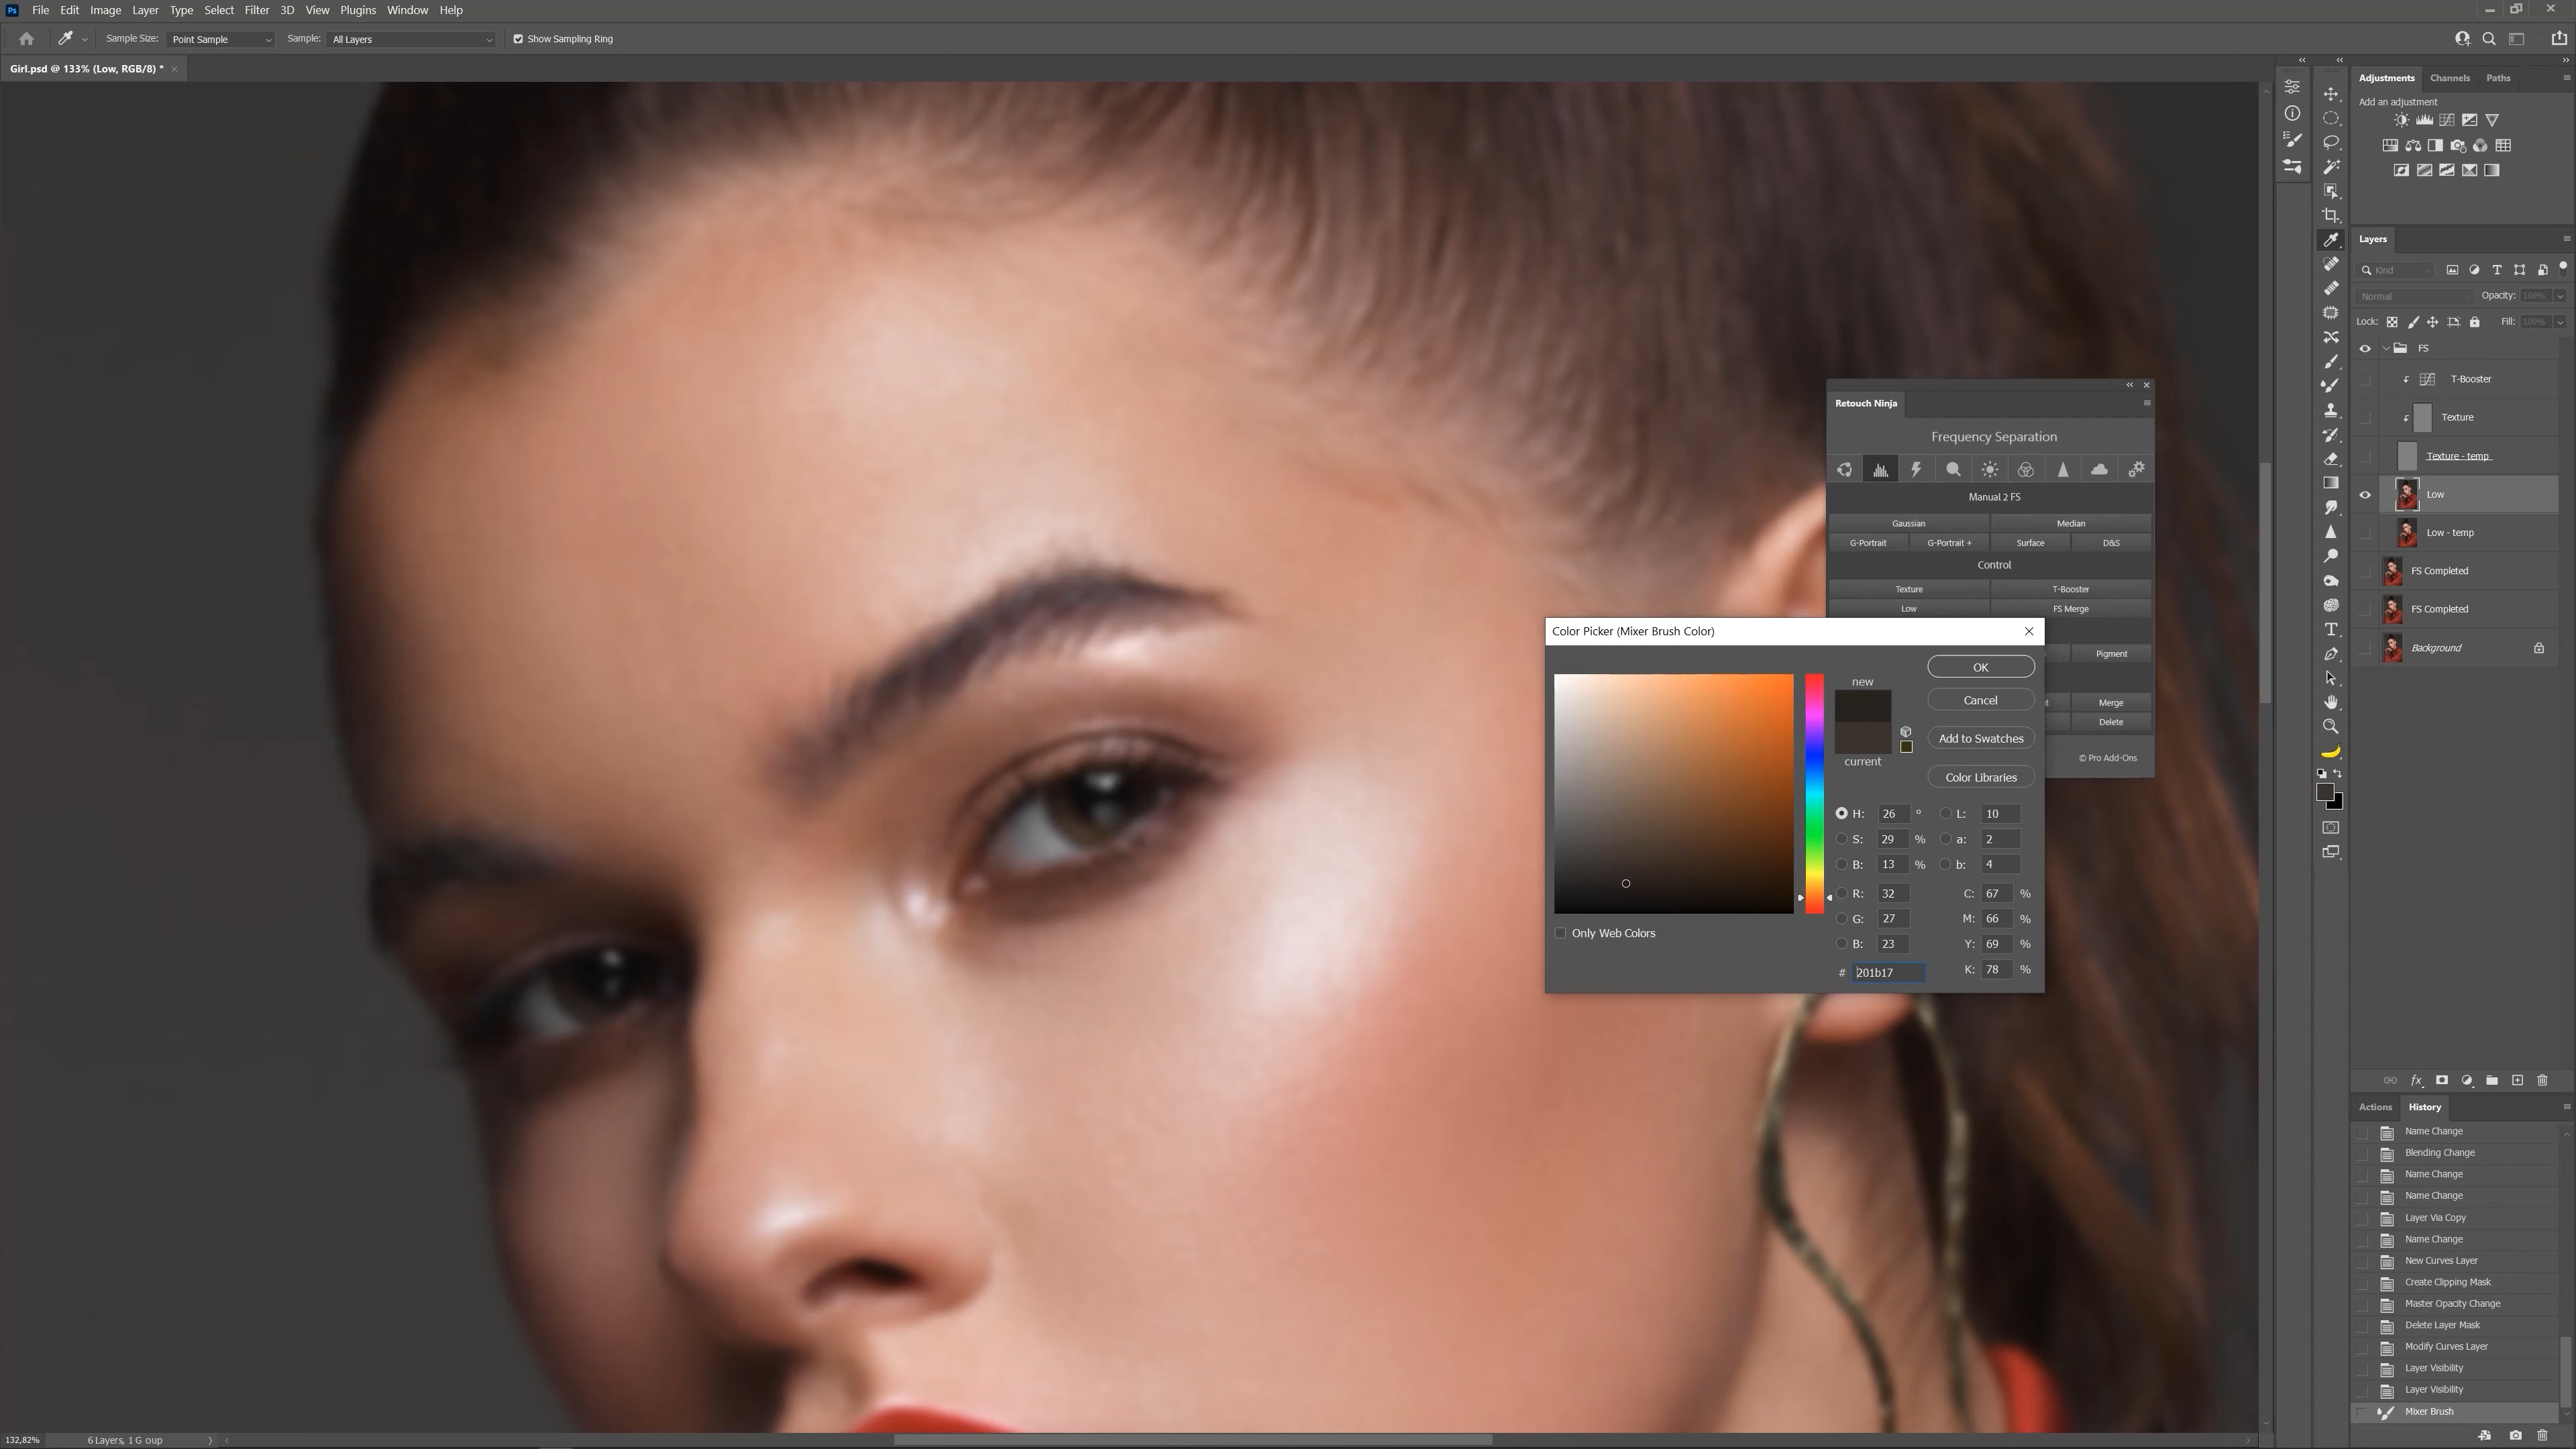 Ps File Edit Image Layer Type Select Filter 3D View Plugins Window Help
Sample Size: Point Sample Sample: All Layers Show Sampling Ring
Girl.psd @ 133% (Low, RGB/8) *
Adjustments Channels Paths
Add an adjustment
Layers
Kind
Normal Opacity: 100%
Lock: Fill: 100%
FS
T-Booster
Texture
Texture - temp
Low
Low - temp
FS Completed
FS Completed
Background
Retouch Ninja
Frequency Separation
Manual 2 FS
Gaussian Median
G-Portrait G-Portrait + Surface D&S
Control
Texture T-Booster
Low FS Merge
Pigment
t Merge
Delete
© Pro Add-Ons
Color Picker (Mixer Brush Color)
new
current
OK
Cancel
Add to Swatches
Color Libraries
H: 26 ° L: 10
S: 29 % a: 2
B: 13 % b: 4
R: 32 C: 67 %
G: 27 M: 66 %
B: 23 Y: 69 %
# 201b17 K: 78 %
Only Web Colors
fx
Actions History
Name Change
Blending Change
Name Change
Name Change
Layer Via Copy
Name Change
New Curves Layer
Create Clipping Mask
Master Opacity Change
Delete Layer Mask
Modify Curves Layer
Layer Visibility
Layer Visibility
Mixer Brush
132,82% 6 Layers, 1 G oup